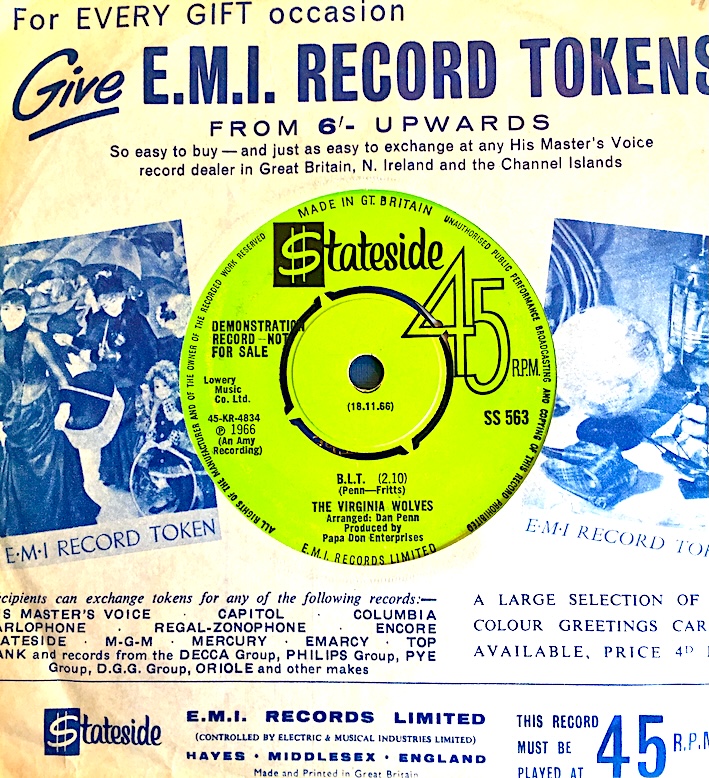 For EVERY GIFT occasion
Give E.M.I. RECORD TOKENS
FROM 6/- UPWARDS
So easy to buy — and just as easy to exchange at any His Master's Voice
record dealer in Great Britain, N. Ireland and the Channel Islands
MADE IN GT. BRITAIN
UNAUTHORISED PUBLIC PERFORMANCE BROADCASTING AND COPYING OF THIS RECORD PROHIBITED
ALL RIGHTS OF THE MANUFACTURER AND OF THE OWNER OF THE RECORDED WORK RESERVED
$tateside
45 R.P.M.
DEMONSTRATION
RECORD - NOT
FOR SALE
Lowery
Music
Co. Ltd.
45-KR-4834
℗ 1966
(An Amy
Recording)
(18.11.66)
SS 563
B.L.T. (2.10)
(Penn—Fritts)
THE VIRGINIA WOLVES
Arranged: Dan Penn
Produced by
Papa Don Enterprises
E.M.I. RECORDS LIMITED
E·M·I RECORD TOKEN
E·M·I RECORD TOK
cipients can exchange tokens for any of the following records:—
S MASTER'S VOICE · CAPITOL · COLUMBIA
ARLOPHONE · REGAL-ZONOPHONE · ENCORE
ATESIDE · M-G-M · MERCURY · EMARCY · TOP
ANK and records from the DECCA Group, PHILIPS Group, PYE
Group, D.G.G. Group, ORIOLE and other makes
A LARGE SELECTION OF
COLOUR GREETINGS CAR
AVAILABLE, PRICE 4D
$tateside
E.M.I. RECORDS LIMITED
(CONTROLLED BY ELECTRIC & MUSICAL INDUSTRIES LIMITED)
HAYES · MIDDLESEX · ENGLAND
Made and Printed in Great Britain
THIS RECORD
MUST BE
PLAYED AT
45 R.P.M